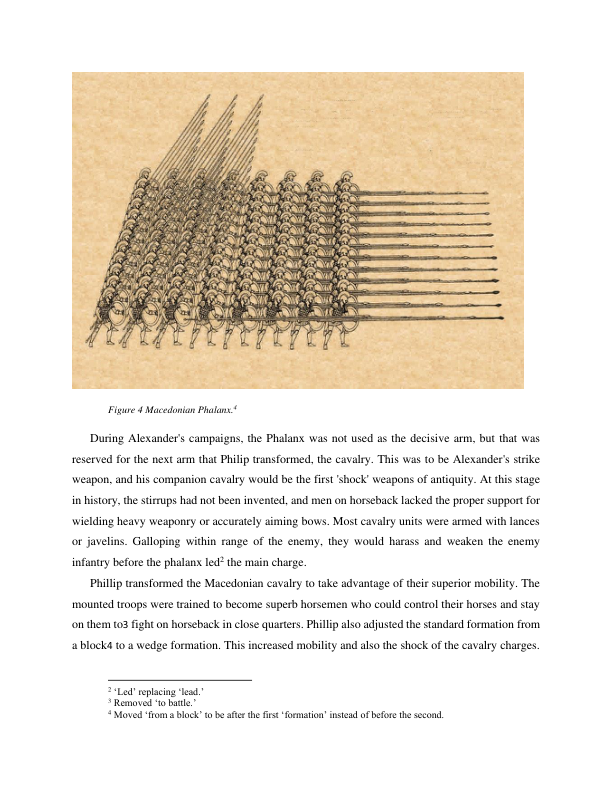 Figure 4 Macedonian Phalanx.4
During Alexander's campaigns, the Phalanx was not used as the decisive arm, but that was
reserved for the next arm that Philip transformed, the cavalry. This was to be Alexander's strike
weapon, and his companion cavalry would be the first 'shock' weapons of antiquity. At this stage
in history, the stirrups had not been invented, and men on horseback lacked the proper support for
wielding heavy weaponry or accurately aiming bows. Most cavalry units were armed with lances
or javelins. Galloping within range of the enemy, they would harass and weaken the enemy
infantry before the phalanx led2 the main charge.
Phillip transformed the Macedonian cavalry to take advantage of their superior mobility. The
mounted troops were trained to become superb horsemen who could control their horses and stay
on them to3 fight on horseback in close quarters. Phillip also adjusted the standard formation from
a block4 to a wedge formation. This increased mobility and also the shock of the cavalry charges.
2 ‘Led’ replacing ‘lead.’
3 Removed ‘to battle.’
4 Moved ‘from a block’ to be after the first ‘formation’ instead of before the second.